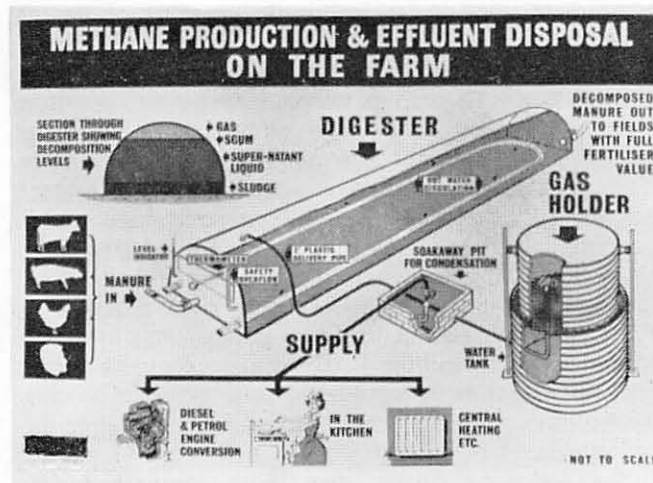 METHANE PRODUCTION & EFFLUENT DISPOSAL
ON THE FARM
SECTION THROUGH
DIGESTER SHOWING
DECOMPOSITION
LEVELS
GAS
SCUM
SUPER-NATANT
LIQUID
SLUDGE
DIGESTER
DECOMPOSED
MANURE OUT
TO FIELDS
WITH FULL
FERTILISER
VALUE
GAS
HOLDER
HOT WATER
CIRCULATION
LEVEL
INDICATOR
THERMOMETER
2" PLASTIC
DELIVERY PIPE
SAFETY
OVERFLOW
MANURE
IN
SOAKAWAY PIT
FOR CONDENSATION
SUPPLY
WATER
TANK
DIESEL
& PETROL
ENGINE
CONVERSION
IN THE
KITCHEN
CENTRAL
HEATING
ETC.
NOT TO SCALE